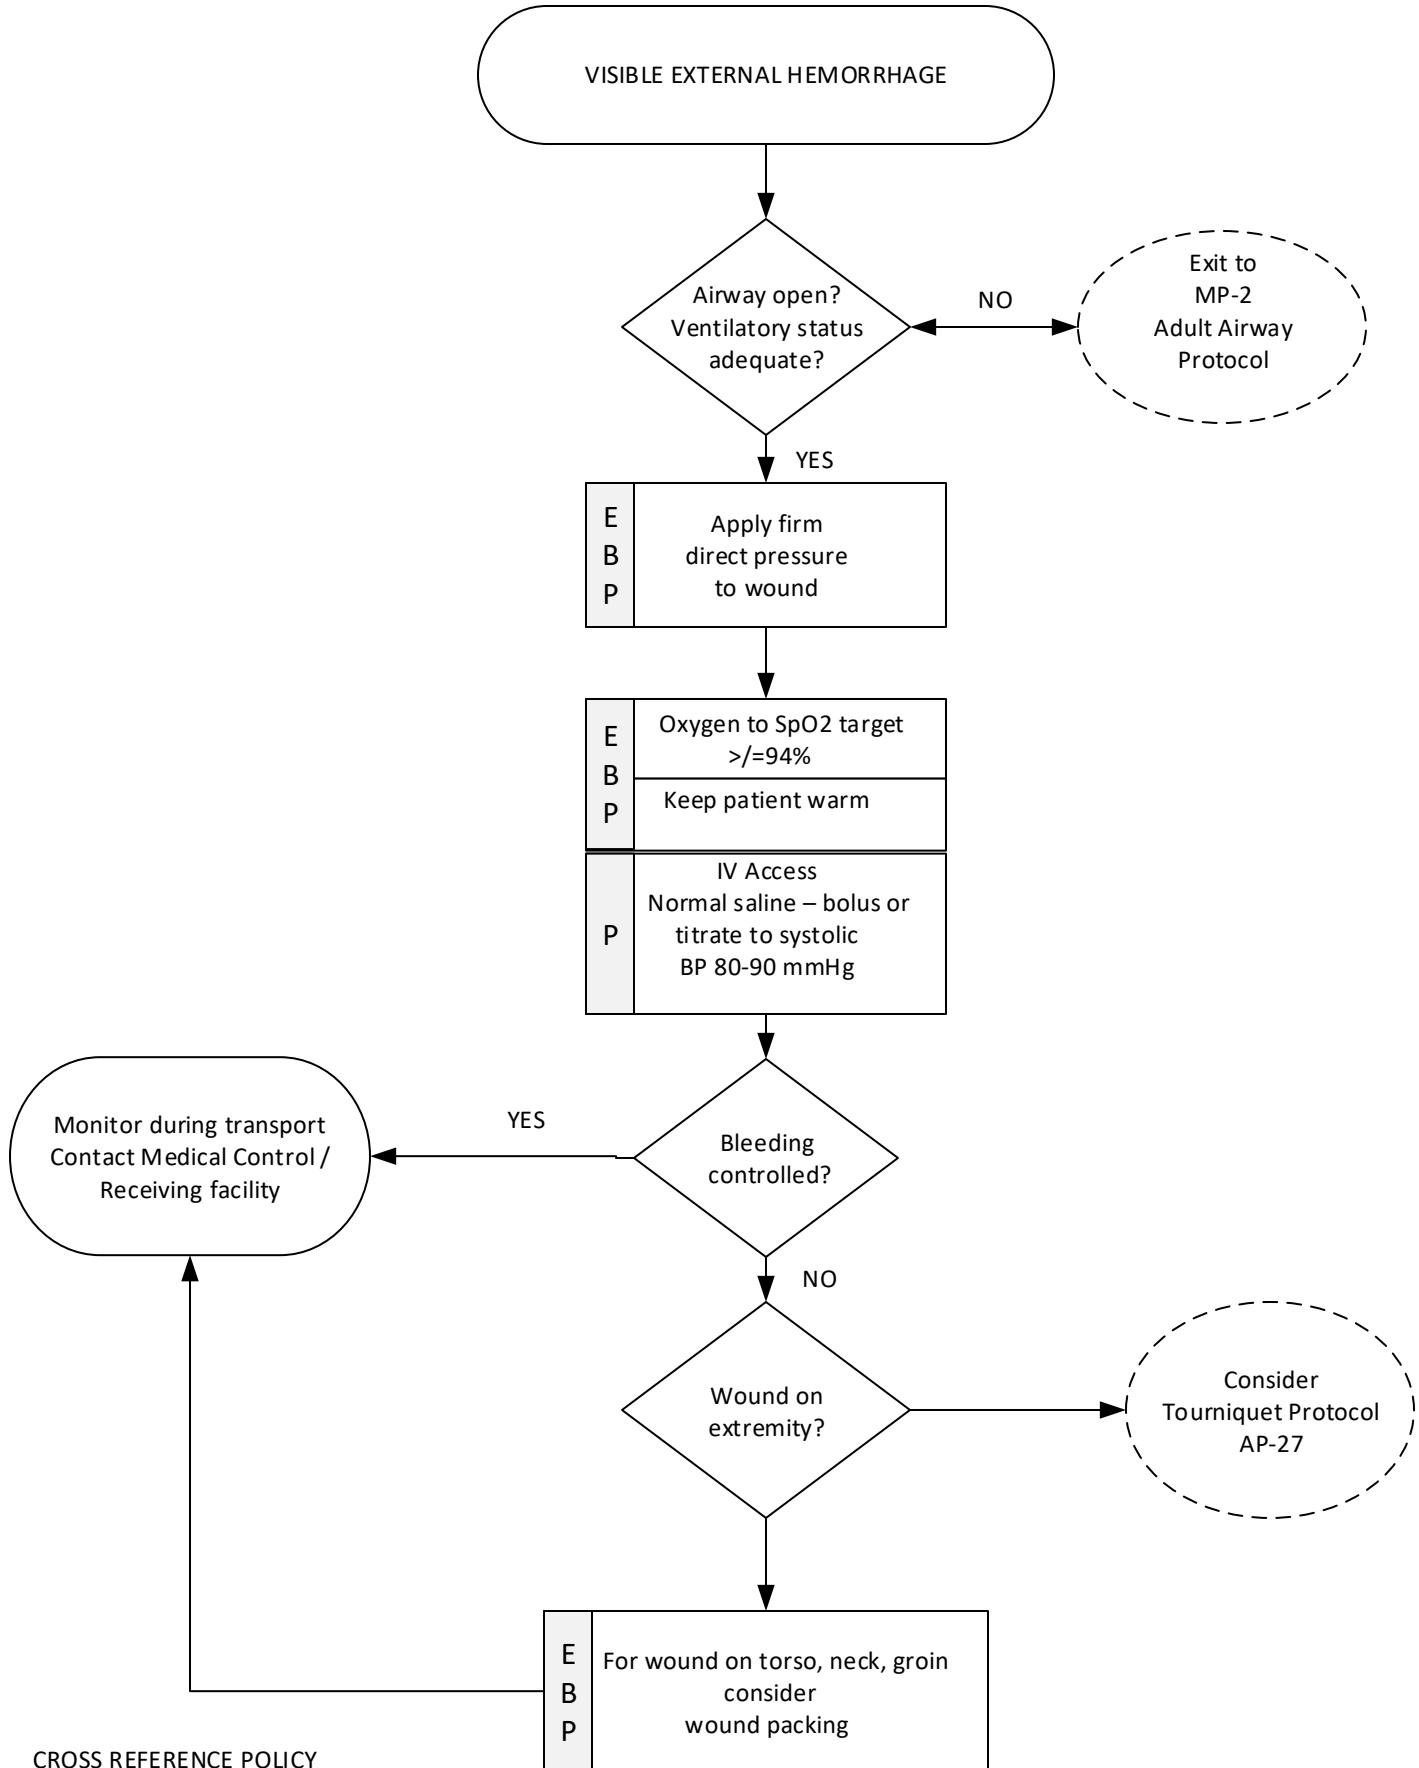 VISIBLE EXTERNAL HEMORRHAGE
Airway open?
Ventilatory status
adequate?
NO
Exit to
MP-2
Adult Airway
Protocol
YES
E
B
P
Apply firm
direct pressure
to wound
E
B
P
Oxygen to SpO2 target
>/=94%
Keep patient warm
P
IV Access
Normal saline – bolus or
titrate to systolic
BP 80-90 mmHg
Bleeding
controlled?
YES
Monitor during transport
Contact Medical Control /
Receiving facility
NO
Wound on
extremity?
Consider
Tourniquet Protocol
AP-27
E
B
P
For wound on torso, neck, groin
consider
wound packing
CROSS REFERENCE POLICY